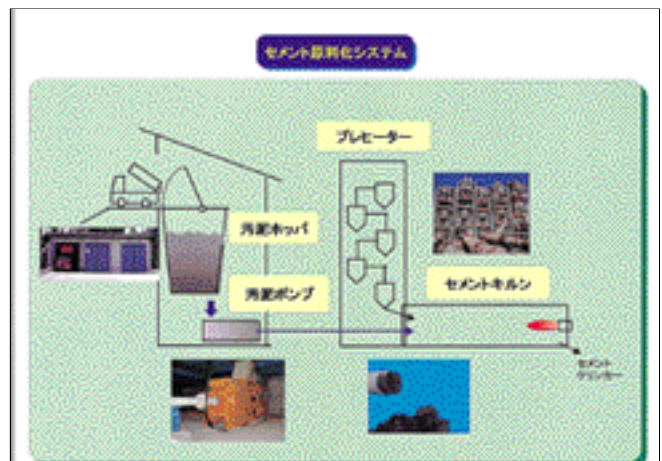 セメント原料化システム
プレヒーター
汚泥ホッパ
汚泥ポンプ
セメントキルン
セメント
クリンカー